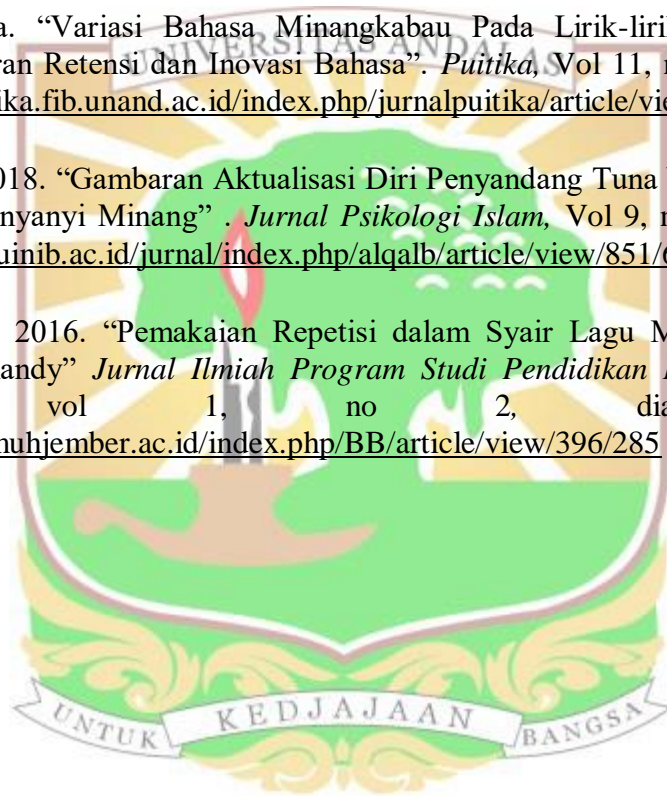 a. “Variasi Bahasa Minangkabau Pada Lirik-liri
UNIVERSITAS ANDALAS
ran Retensi dan Inovasi Bahasa”. Puitika, Vol 11,
ika.fib.unand.ac.id/index.php/jurnalpuitika/article/vie
018. “Gambaran Aktualisasi Diri Penyandang Tuna
nyanyi Minang” . Jurnal Psikologi Islam, Vol 9,
uinib.ac.id/jurnal/index.php/alqalb/article/view/851/6
2016. “Pemakaian Repetisi dalam Syair Lagu M
andy” Jurnal Ilmiah Program Studi Pendidikan
vol 1, no 2, dia
nuhjember.ac.id/index.php/BB/article/view/396/285
UNTUK KEDJAJAAN BANGSA